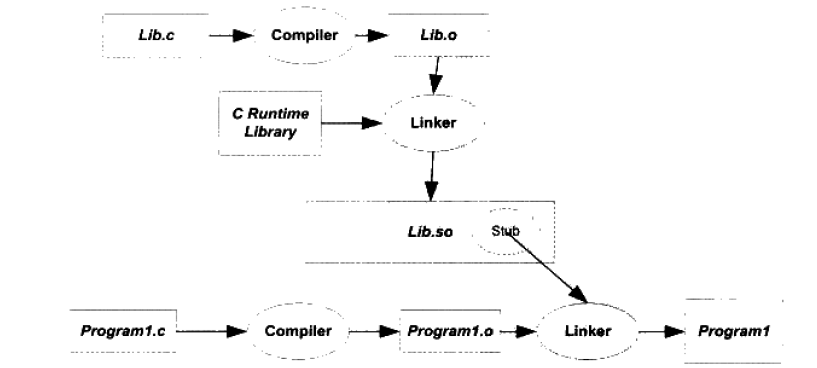 Lib.c
Compiler
Lib.o
C Runtime
Library
Linker
Lib.so
Stub
Program1.c
Compiler
Program1.o
Linker
Program1